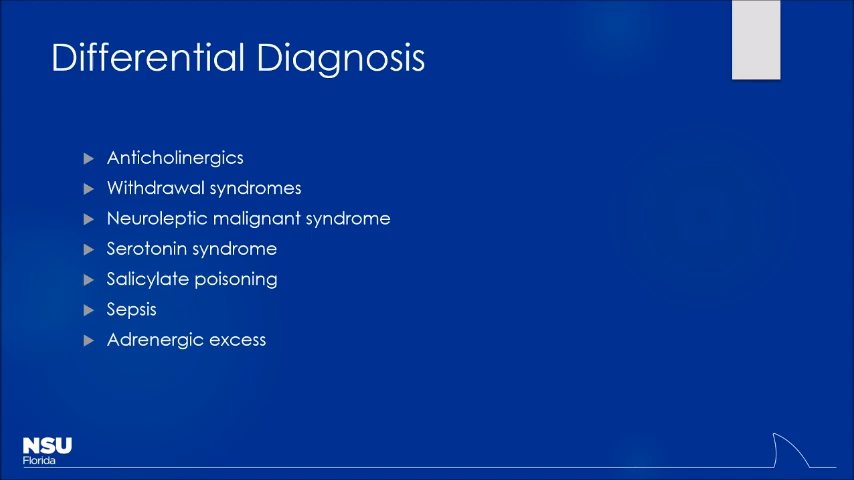 Differential Diagnosis
Anticholinergics
Withdrawal syndromes
Neuroleptic malignant syndrome
Serotonin syndrome
Salicylate poisoning
Sepsis
Adrenergic excess
NSU
Florida